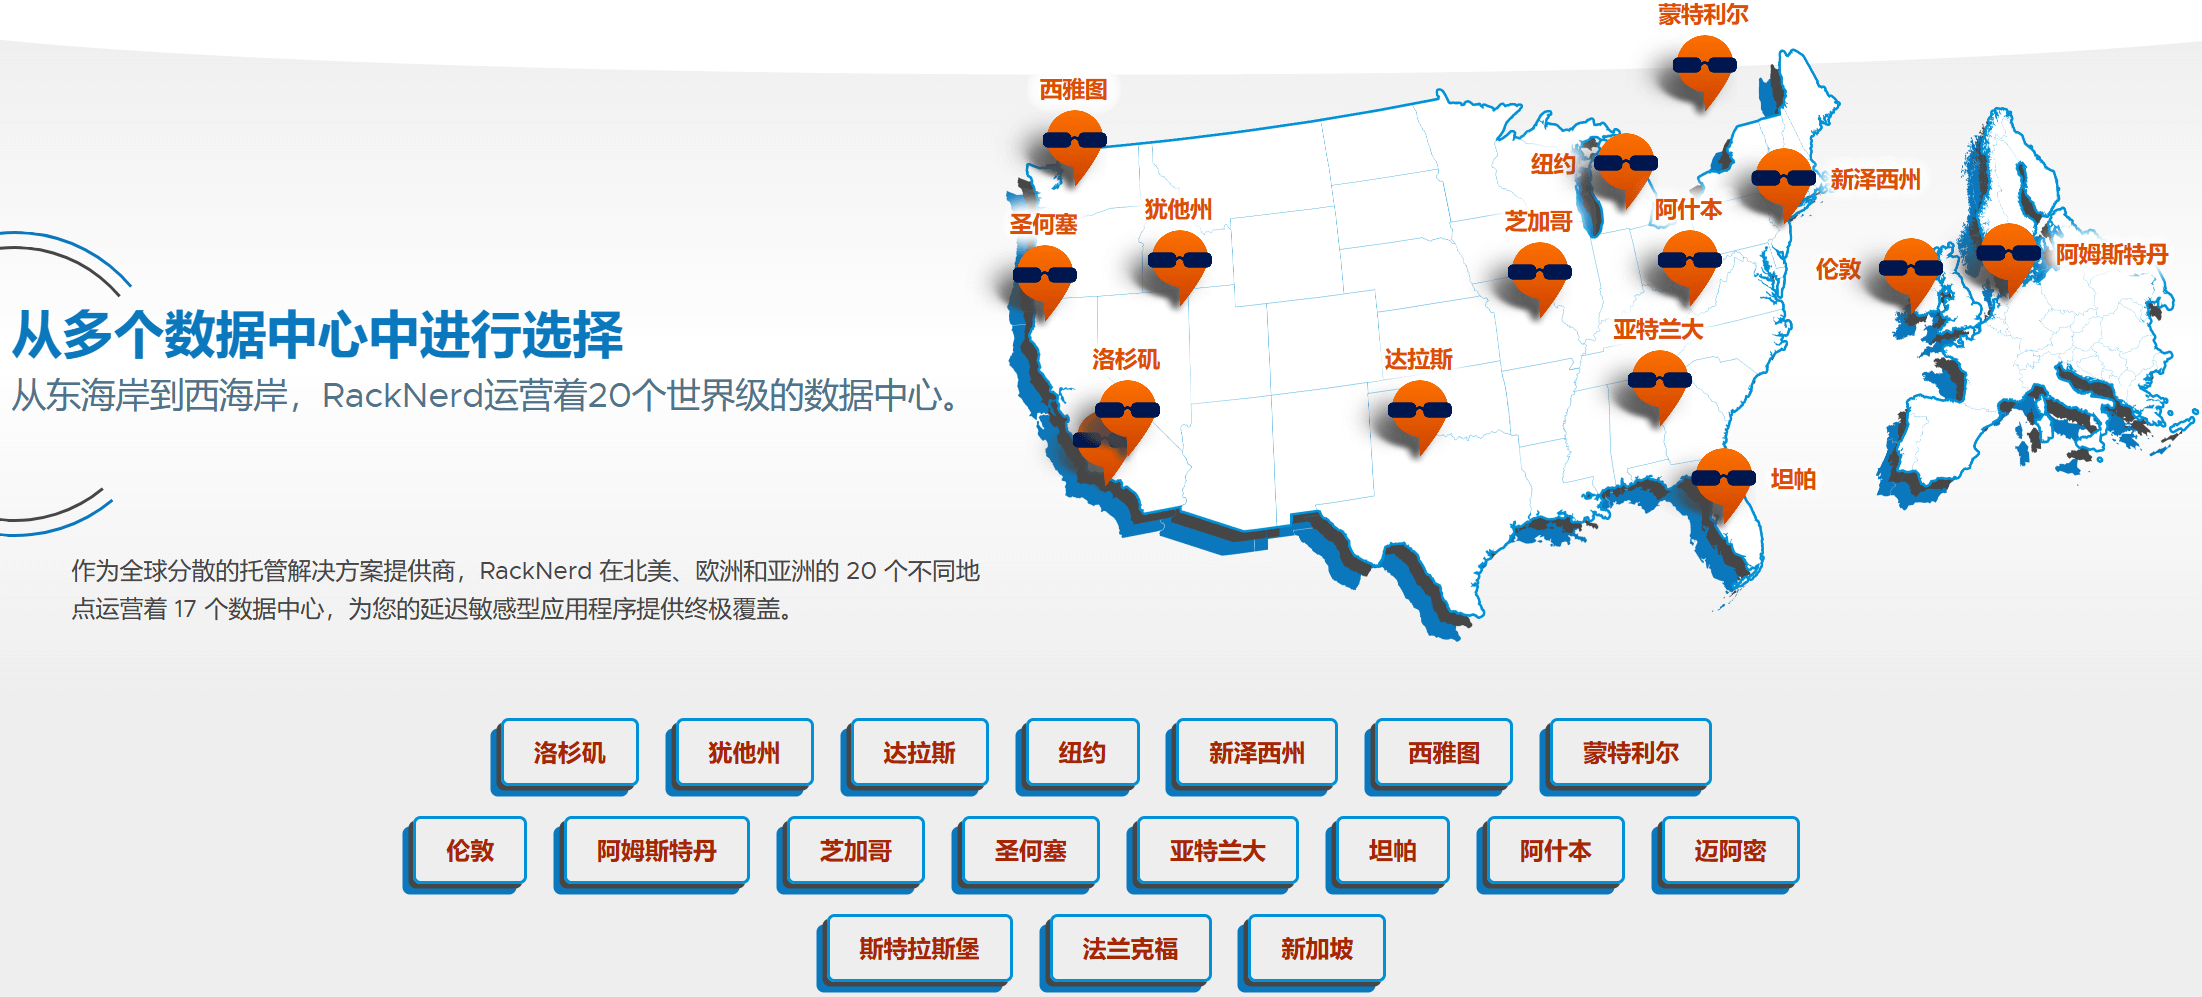 从多个数据中心中进行选择
从东海岸到西海岸，RackNerd运营着20个世界级的数据中心。
作为全球分散的托管解决方案提供商，RackNerd 在北美、欧洲和亚洲的 20 个不同地
点运营着 17 个数据中心，为您的延迟敏感型应用程序提供终极覆盖。
蒙特利尔
西雅图
纽约
新泽西州
圣何塞
犹他州
芝加哥
阿什本
伦敦
阿姆斯特丹
洛杉矶
达拉斯
亚特兰大
坦帕
洛杉矶 犹他州 达拉斯 纽约 新泽西州 西雅图 蒙特利尔
伦敦 阿姆斯特丹 芝加哥 圣何塞 亚特兰大 坦帕 阿什本 迈阿密
斯特拉斯堡 法兰克福 新加坡